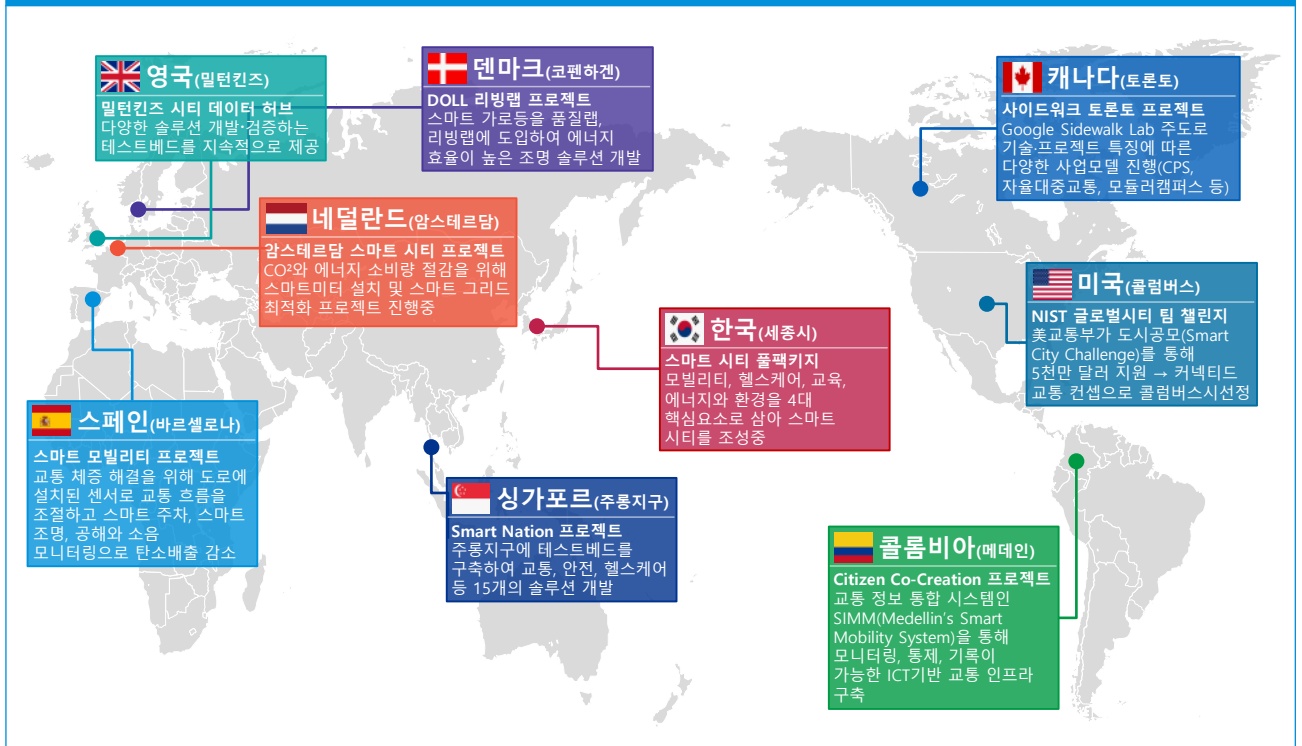 영국(밀턴킨즈)
밀턴킨즈 시티 데이터 허브
다양한 솔루션 개발·검증하는
테스트베드를 지속적으로 제공
덴마크(코펜하겐)
DOLL 리빙랩 프로젝트
스마트 가로등을 품질랩,
리빙랩에 도입하여 에너지
효율이 높은 조명 솔루션 개발
캐나다(토론토)
사이드워크 토론토 프로젝트
Google Sidewalk Lab 주도로
기술·프로젝트 특징에 따른
다양한 사업모델 진행(CPS,
자율대중교통, 모듈러캠퍼스 등)
네덜란드(암스테르담)
암스테르담 스마트 시티 프로젝트
CO²와 에너지 소비량 절감을 위해
스마트미터 설치 및 스마트 그리드
최적화 프로젝트 진행중
미국(콜럼버스)
NIST 글로벌시티 팀 챌린지
美교통부가 도시공모(Smart
City Challenge)를 통해
5천만 달러 지원 → 커넥티드
교통 컨셉으로 콜럼버스시선정
한국(세종시)
스마트 시티 풀팩키지
모빌리티, 헬스케어, 교육,
에너지와 환경을 4대
핵심요소로 삼아 스마트
시티를 조성중
스페인(바르셀로나)
스마트 모빌리티 프로젝트
교통 체증 해결을 위해 도로에
설치된 센서로 교통 흐름을
조절하고 스마트 주차, 스마트
조명, 공해와 소음
모니터링으로 탄소배출 감소
싱가포르(주롱지구)
Smart Nation 프로젝트
주롱지구에 테스트베드를
구축하여 교통, 안전, 헬스케어
등 15개의 솔루션 개발
콜롬비아(메데인)
Citizen Co-Creation 프로젝트
교통 정보 통합 시스템인
SIMM(Medellin's Smart
Mobility System)을 통해
모니터링, 통제, 기록이
가능한 ICT기반 교통 인프라
구축